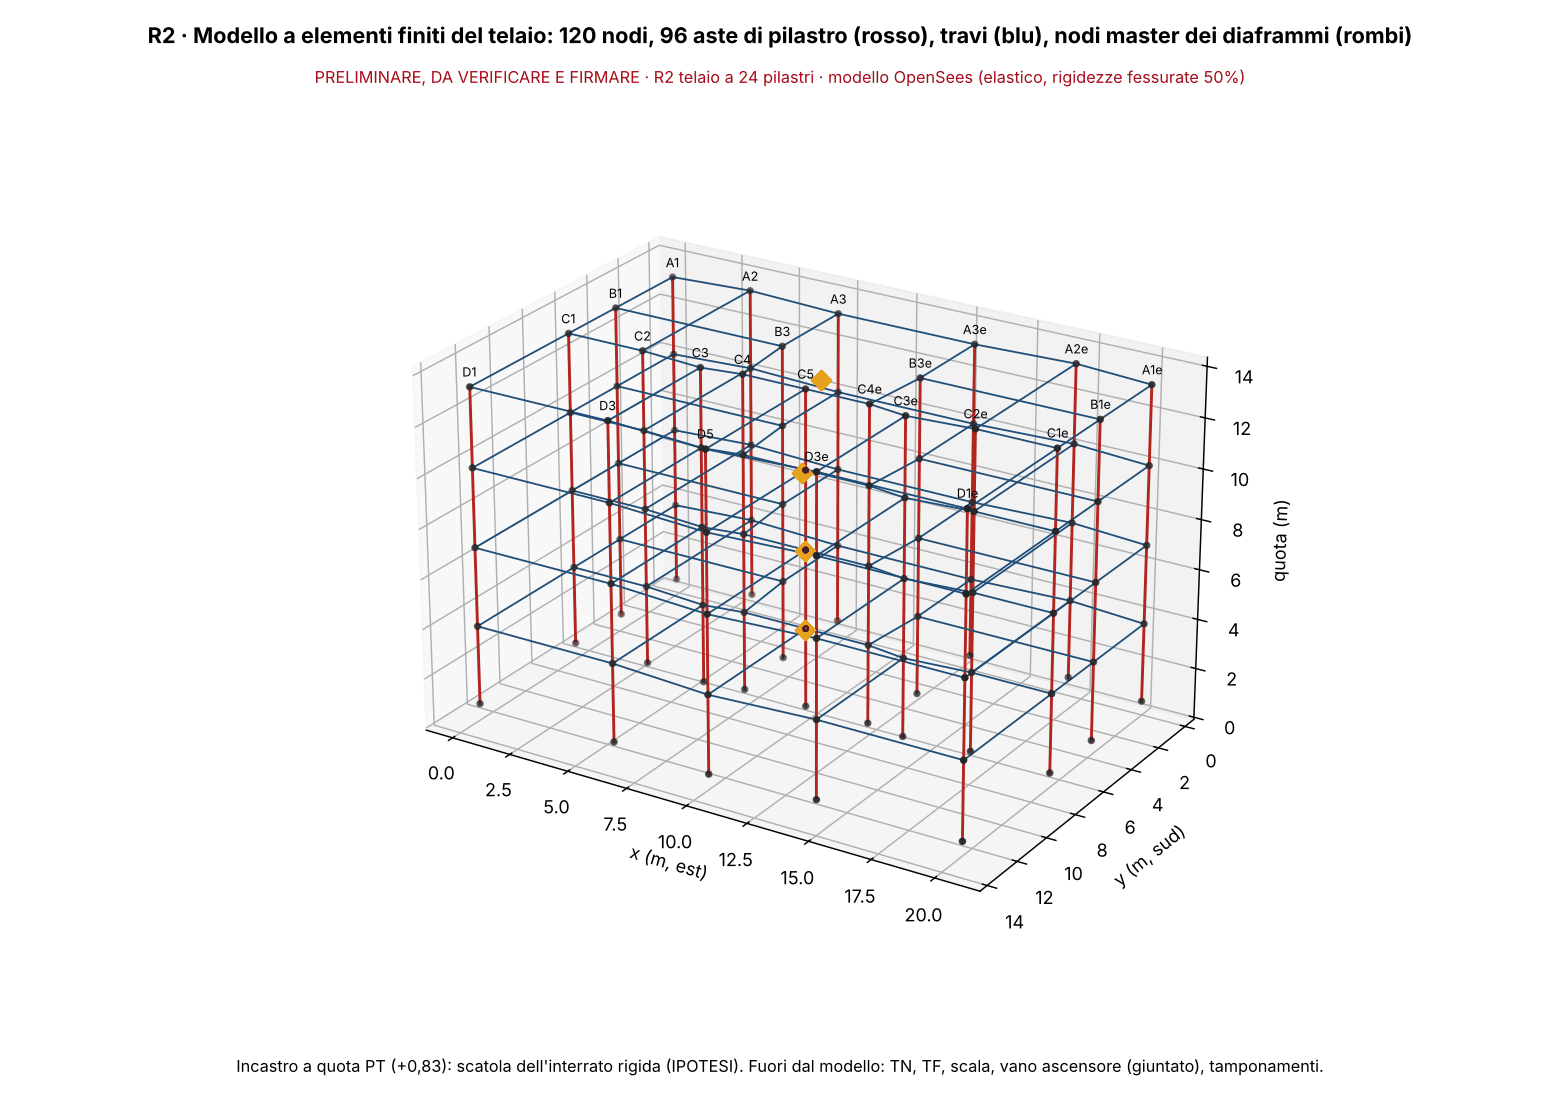 R2 · Modello a elementi finiti del telaio: 120 nodi, 96 aste di pilastro (rosso), travi (blu), nodi master dei diaframmi (rombi)
PRELIMINARE, DA VERIFICARE E FIRMARE · R2 telaio a 24 pilastri · modello OpenSees (elastico, rigidezze fessurate 50%)
A1
A2
B1
A3
C1
B3
A3e
C2
A2e
C3
C4
B3e
A1e
D1
C5
C4e
C3e
B1e
D3
C2e
C1e
D5
D3e
D1e
14
12
10
8
6
4
2
0
quota (m)
0
2
4
6
8
10
12
14
y (m, sud)
0.0
2.5
5.0
7.5
10.0
12.5
15.0
17.5
20.0
x (m, est)
Incastro a quota PT (+0,83): scatola dell'interrato rigida (IPOTESI). Fuori dal modello: TN, TF, scala, vano ascensore (giuntato), tamponamenti.